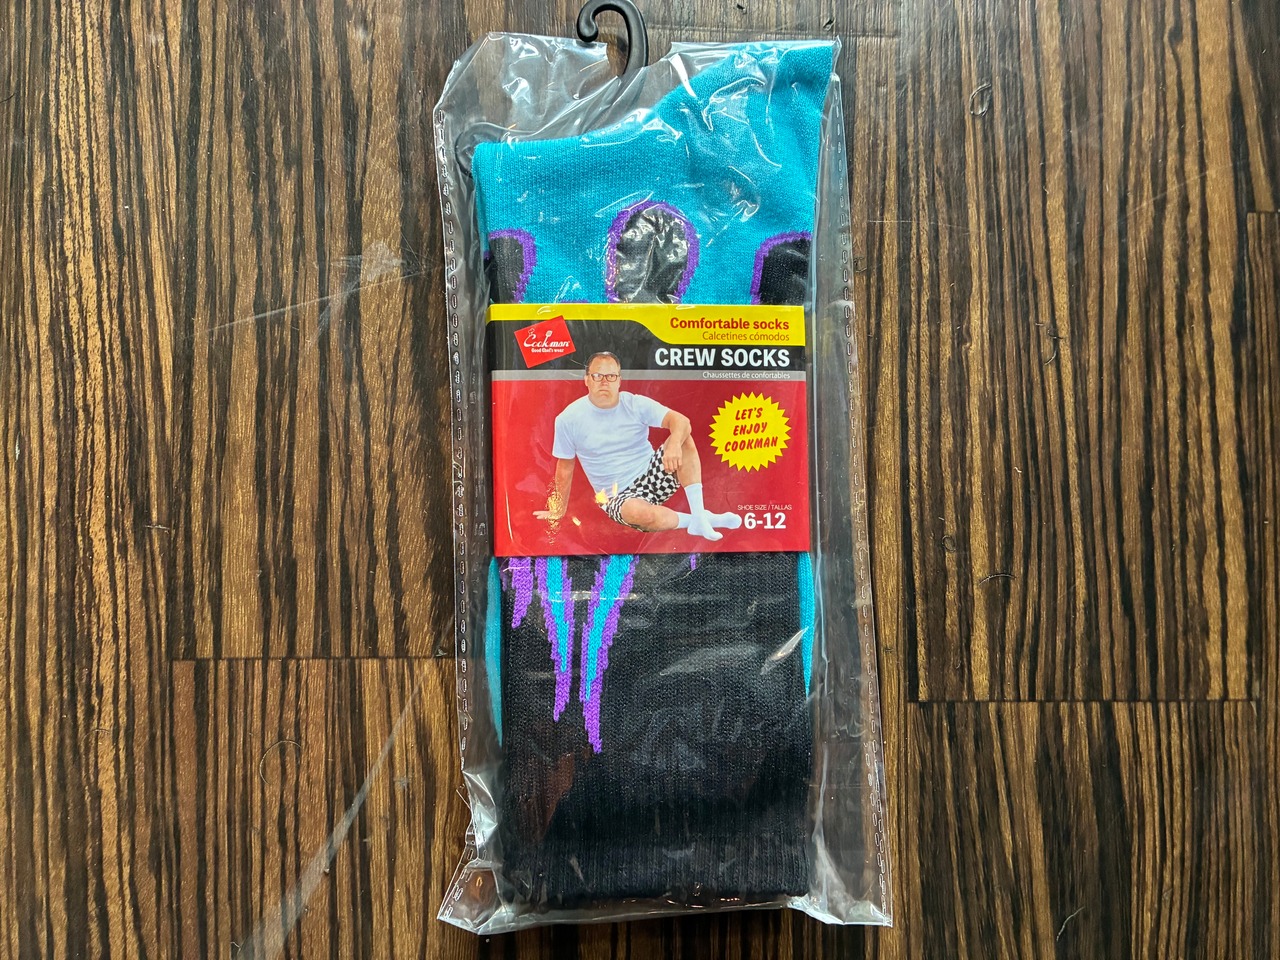 Cookman
Good Chef's wear
Comfortable socks
Calcetines cómodos
CREW SOCKS
Chaussettes de confortables
LET'S
ENJOY
COOKMAN
SHOE SIZE / TALLAS
6-12